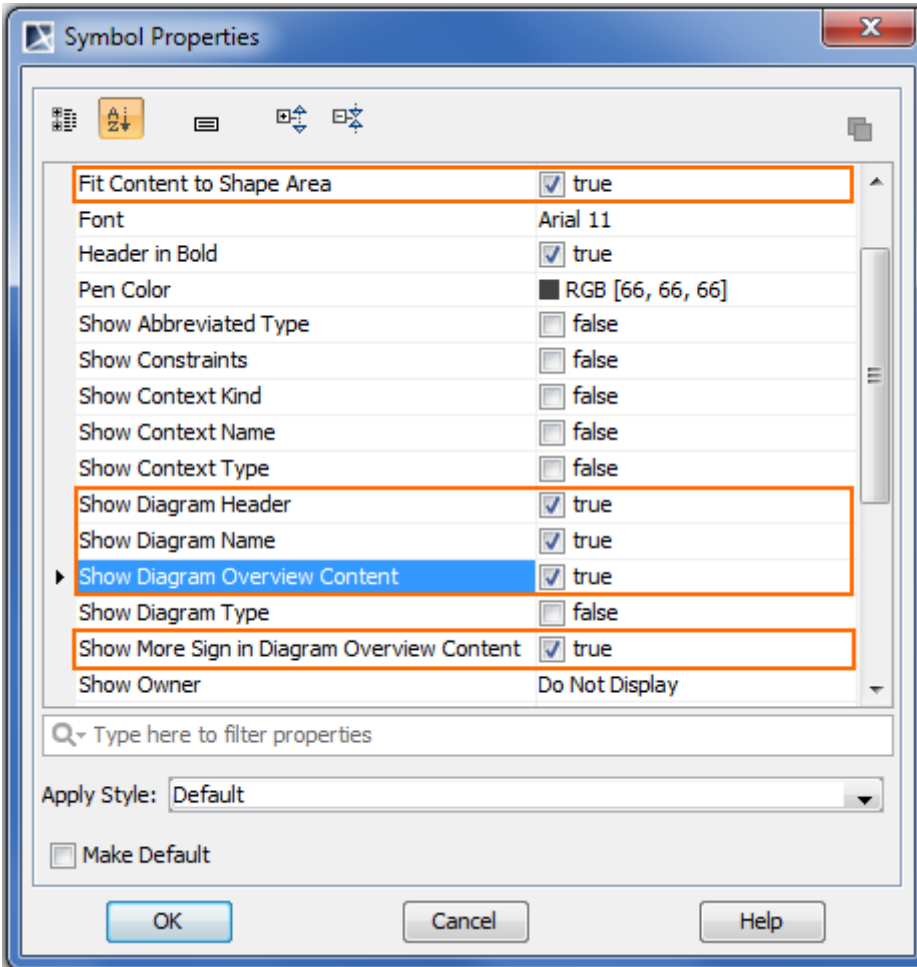 Symbol Properties
Fit Content to Shape Area true
Font Arial 11
Header in Bold true
Pen Color RGB [66, 66, 66]
Show Abbreviated Type false
Show Constraints false
Show Context Kind false
Show Context Name false
Show Context Type false
Show Diagram Header true
Show Diagram Name true
Show Diagram Overview Content true
Show Diagram Type false
Show More Sign in Diagram Overview Content true
Show Owner Do Not Display
Type here to filter properties
Apply Style: Default
Make Default
OK Cancel Help